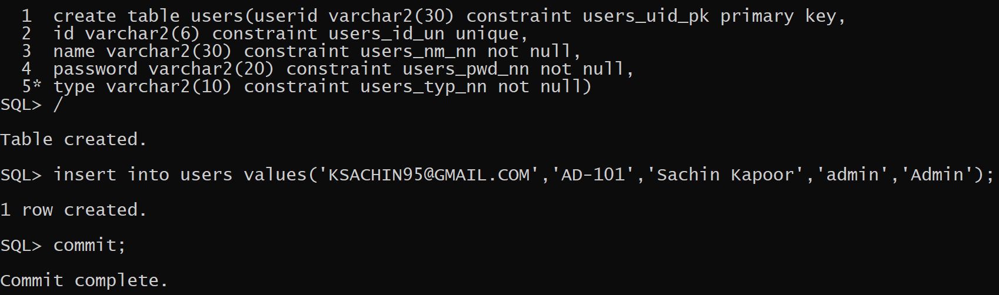 1 create table users(userid varchar2(30) constraint users_uid_pk primary key,
2 id varchar2(6) constraint users_id_un unique,
3 name varchar2(30) constraint users_nm_nn not null,
4 password varchar2(20) constraint users_pwd_nn not null,
5* type varchar2(10) constraint users_typ_nn not null)
SQL> /
Table created.
SQL> insert into users values('KSACHIN95@GMAIL.COM','AD-101','Sachin Kapoor','admin','Admin');
1 row created.
SQL> commit;
Commit complete.